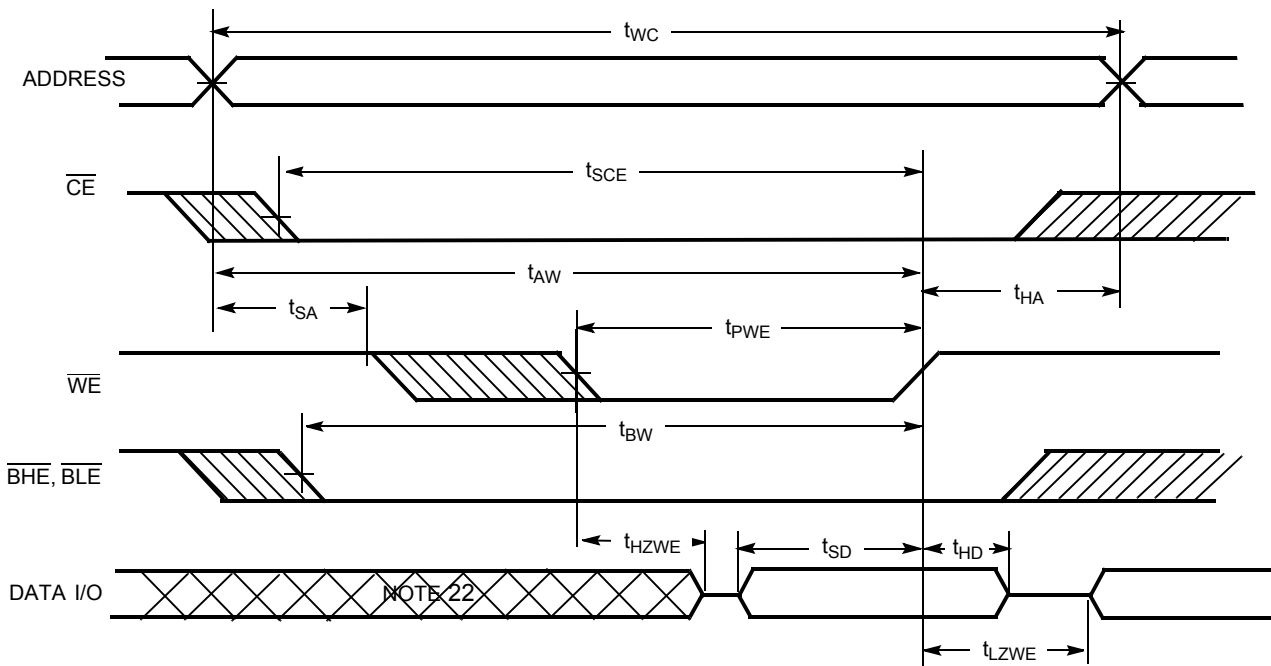 tWC
ADDRESS
tSCE
CE
tAW
tSA
tHA
tPWE
WE
tBW
BHE, BLE
tHZWE
tSD
tHD
DATA I/O
NOTE 22
tLZWE